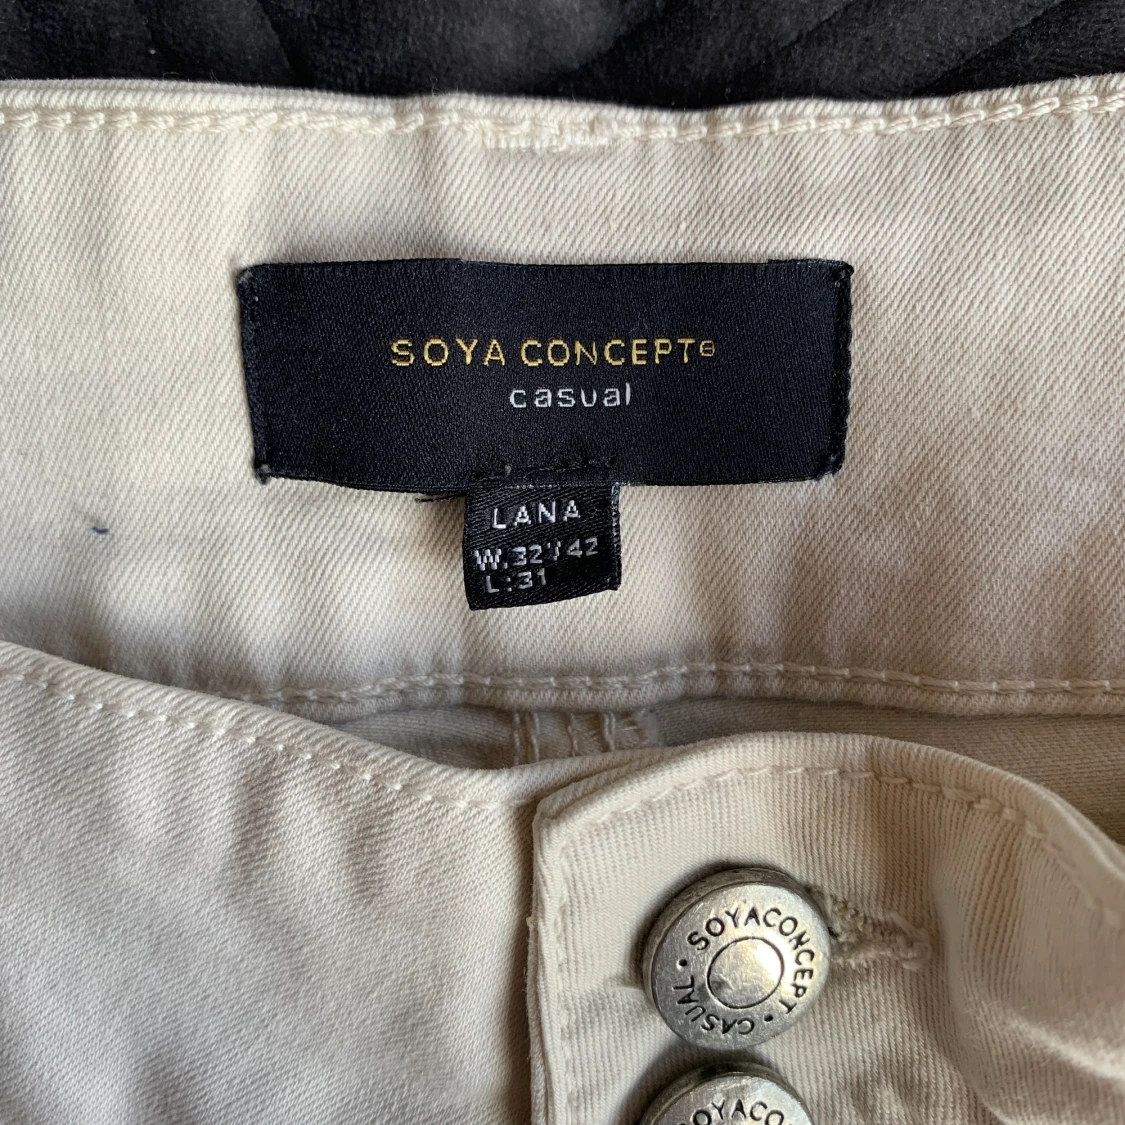 SOYA CONCEPT®
casual
LANA
W.32"/42
L:31
SOYACONCEPT • CASUAL •
SOYACO